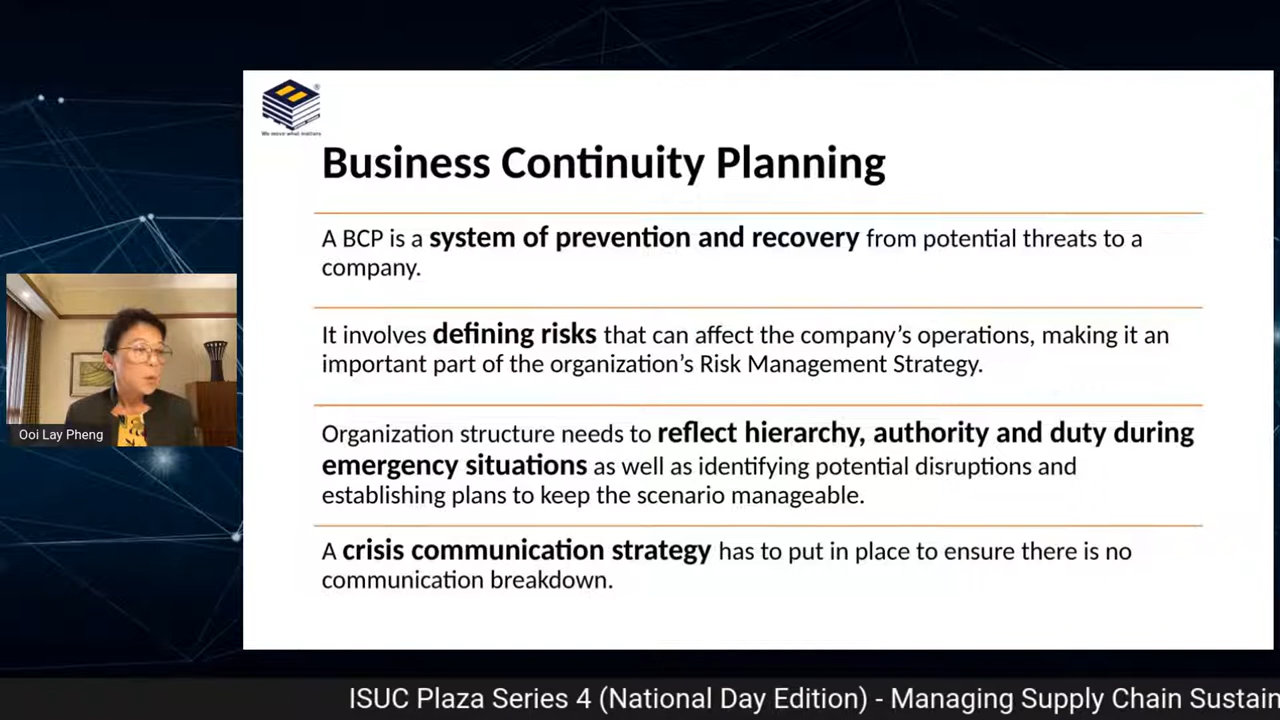 We move what matters
Business Continuity Planning
A BCP is a system of prevention and recovery from potential threats to a
company.
It involves defining risks that can affect the company’s operations, making it an
important part of the organization’s Risk Management Strategy.
Organization structure needs to reflect hierarchy, authority and duty during
emergency situations as well as identifying potential disruptions and
establishing plans to keep the scenario manageable.
A crisis communication strategy has to put in place to ensure there is no
communication breakdown.
Ooi Lay Pheng
ISUC Plaza Series 4 (National Day Edition) - Managing Supply Chain Sustain